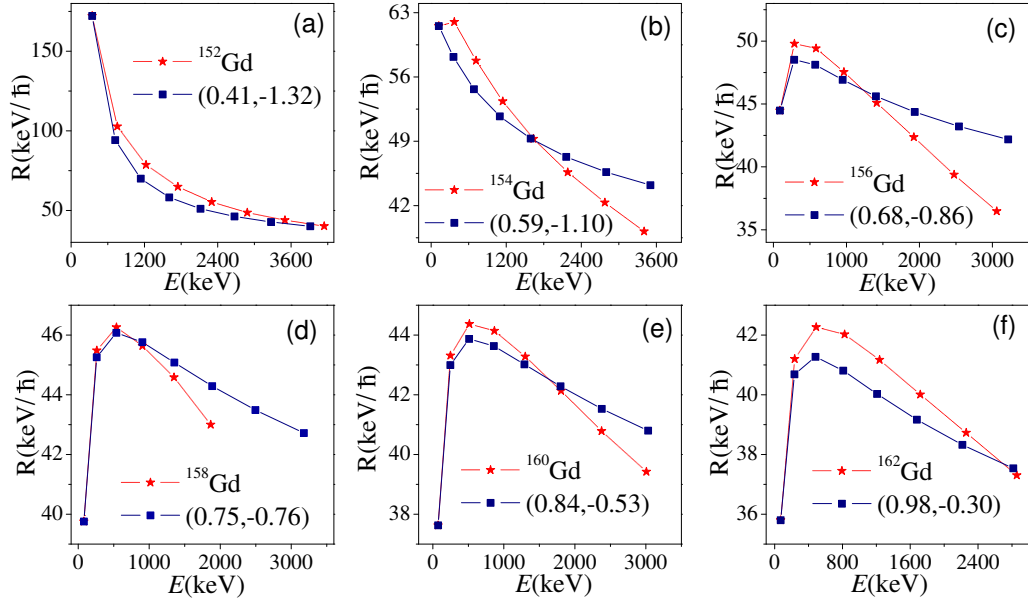 (a)
175
125
100
50
R(keV/ħ)
¹⁵²Gd
(0.41,-1.32)
0 1200 2400 3600
E(keV)
(b)
63
56
49
42
R(keV/ħ)
¹⁵⁴Gd
(0.59,-1.10)
0 1200 2400 3600
E(keV)
(c)
50
45
40
35
R(keV/ħ)
¹⁵⁶Gd
(0.68,-0.86)
0 1000 2000 3000
E(keV)
(d)
46
44
42
40
R(keV/ħ)
¹⁵⁸Gd
(0.75,-0.76)
0 1000 2000 3000
E(keV)
(e)
44
42
40
38
R(keV/ħ)
¹⁶⁰Gd
(0.84,-0.53)
0 1000 2000 3000
E(keV)
(f)
42
40
38
36
R(keV/ħ)
¹⁶²Gd
(0.98,-0.30)
0 800 1600 2400
E(keV)